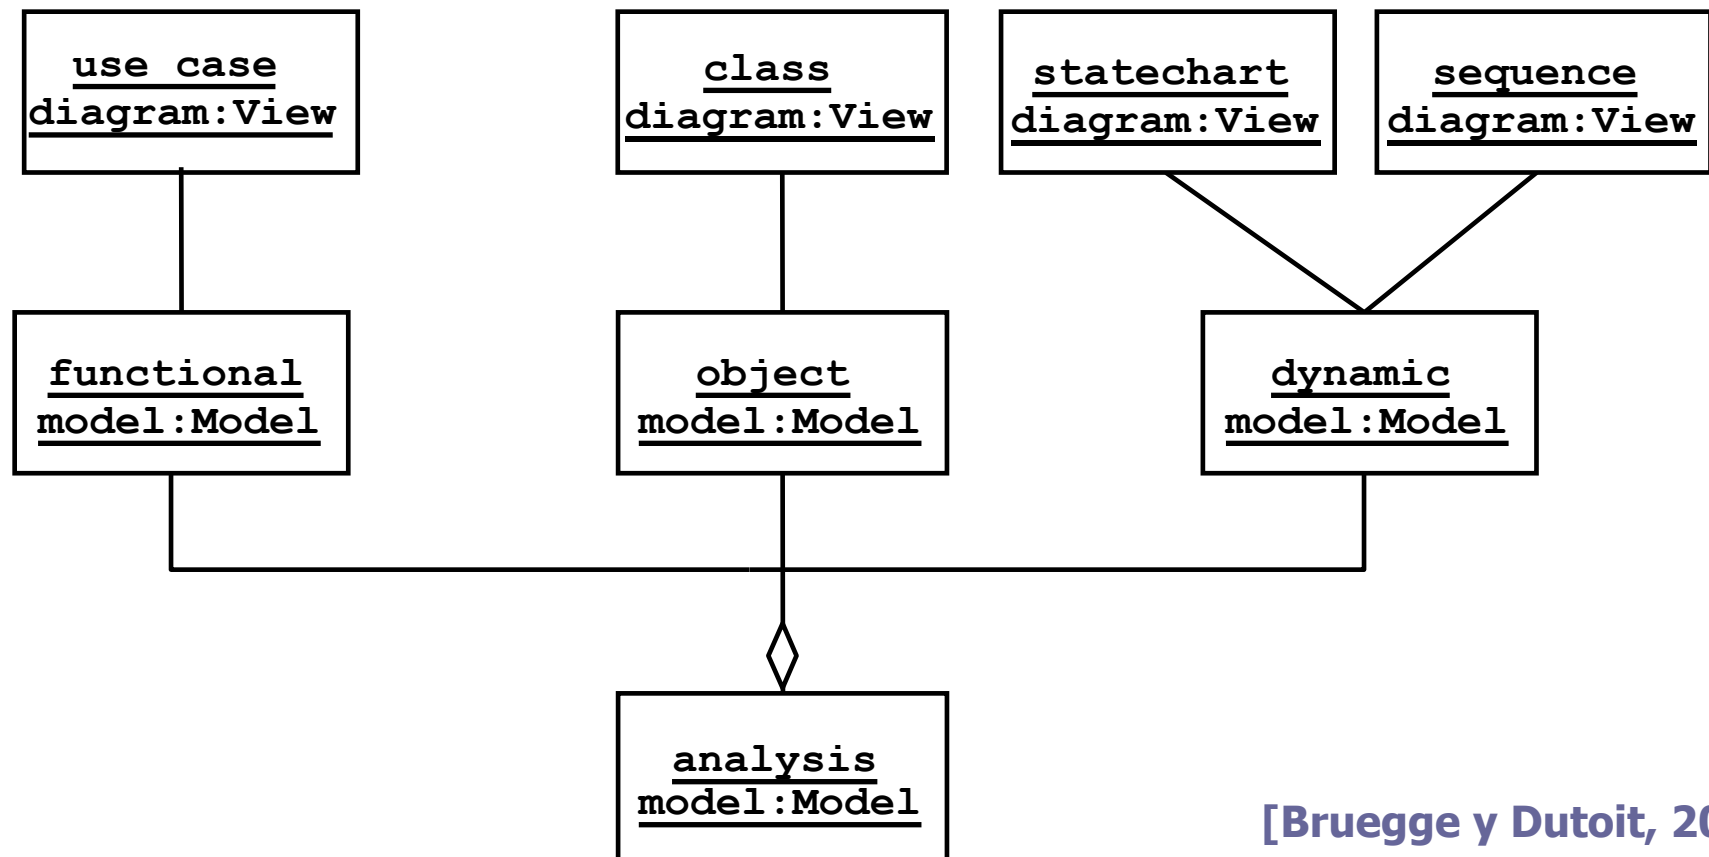 use case
diagram:View
class
diagram:View
statechart
diagram:View
sequence
diagram:View
functional
model:Model
object
model:Model
dynamic
model:Model
analysis
model:Model
[Bruegge y Dutoit, 20